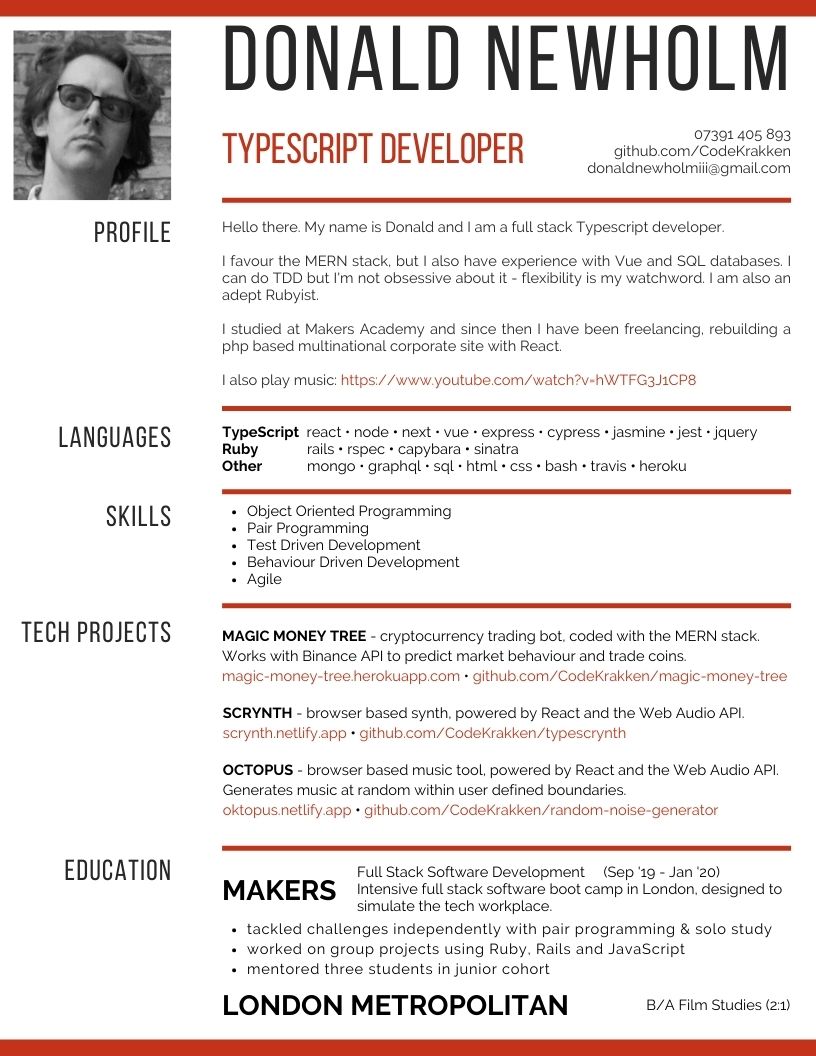 DONALD NEWHOLM
TYPESCRIPT DEVELOPER
07391 405 893
github.com/CodeKrakken
donaldnewholmiii@gmail.com
PROFILE
Hello there. My name is Donald and I am a full stack Typescript developer.
I favour the MERN stack, but I also have experience with Vue and SQL databases. I
can do TDD but I'm not obsessive about it - flexibility is my watchword. I am also an
adept Rubyist.
I studied at Makers Academy and since then I have been freelancing, rebuilding a
php based multinational corporate site with React.
I also play music: https://www.youtube.com/watch?v=hWTFG3J1CP8
LANGUAGES
TypeScript react • node • next • vue • express • cypress • jasmine • jest • jquery
Ruby rails • rspec • capybara • sinatra
Other mongo • graphql • sql • html • css • bash • travis • heroku
SKILLS
• Object Oriented Programming
• Pair Programming
• Test Driven Development
• Behaviour Driven Development
• Agile
TECH PROJECTS
MAGIC MONEY TREE - cryptocurrency trading bot, coded with the MERN stack.
Works with Binance API to predict market behaviour and trade coins.
magic-money-tree.herokuapp.com • github.com/CodeKrakken/magic-money-tree
SCRYNTH - browser based synth, powered by React and the Web Audio API.
scrynth.netlify.app • github.com/CodeKrakken/typescrynth
OCTOPUS - browser based music tool, powered by React and the Web Audio API.
Generates music at random within user defined boundaries.
oktopus.netlify.app • github.com/CodeKrakken/random-noise-generator
EDUCATION
MAKERS
Full Stack Software Development (Sep '19 - Jan '20)
Intensive full stack software boot camp in London, designed to
simulate the tech workplace.
• tackled challenges independently with pair programming & solo study
• worked on group projects using Ruby, Rails and JavaScript
• mentored three students in junior cohort
LONDON METROPOLITAN B/A Film Studies (2:1)